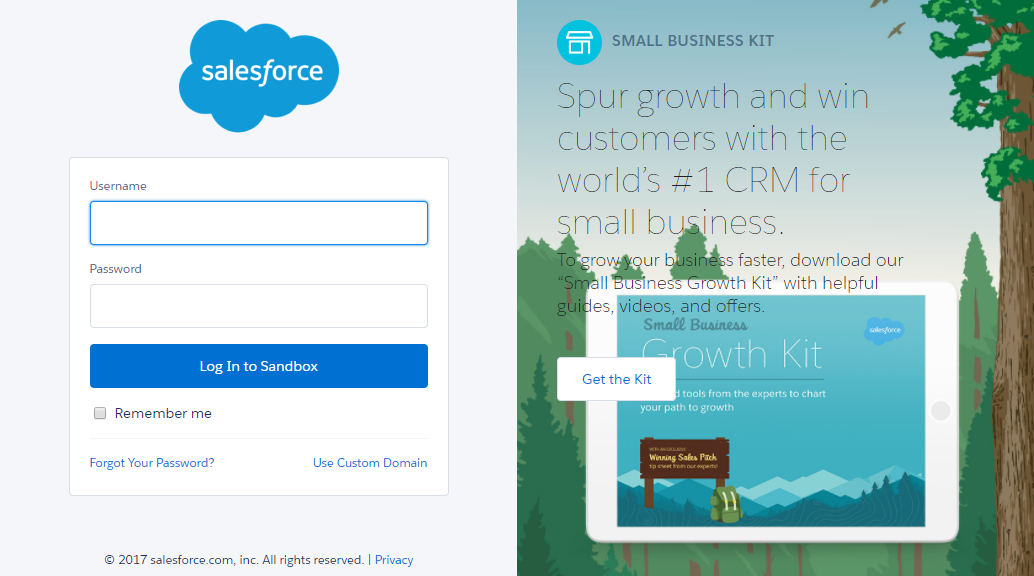 salesforce
Username
Password
Log In to Sandbox
Remember me
Forgot Your Password?
Use Custom Domain
© 2017 salesforce.com, inc. All rights reserved. | Privacy
SMALL BUSINESS KIT
Spur growth and win
customers with the
world's #1 CRM for
small business.
To grow your business faster, download our
“Small Business Growth Kit” with helpful
guides, videos, and offers.
Get the Kit
Small Business
salesforce
Growth Kit
d tools from the experts to chart
your path to growth
WITH AN EXCLUSIVE
Winning Sales Pitch
tip sheet from our experts!